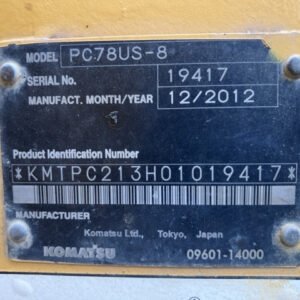 MODEL PC78US-8
SERIAL No. 19417
MANUFACT. MONTH/YEAR 12/2012
Product Identification Number
*KMTPC213H01019417*
MANUFACTURER
Komatsu Ltd., Tokyo, Japan
KOMATSU 09601-14000